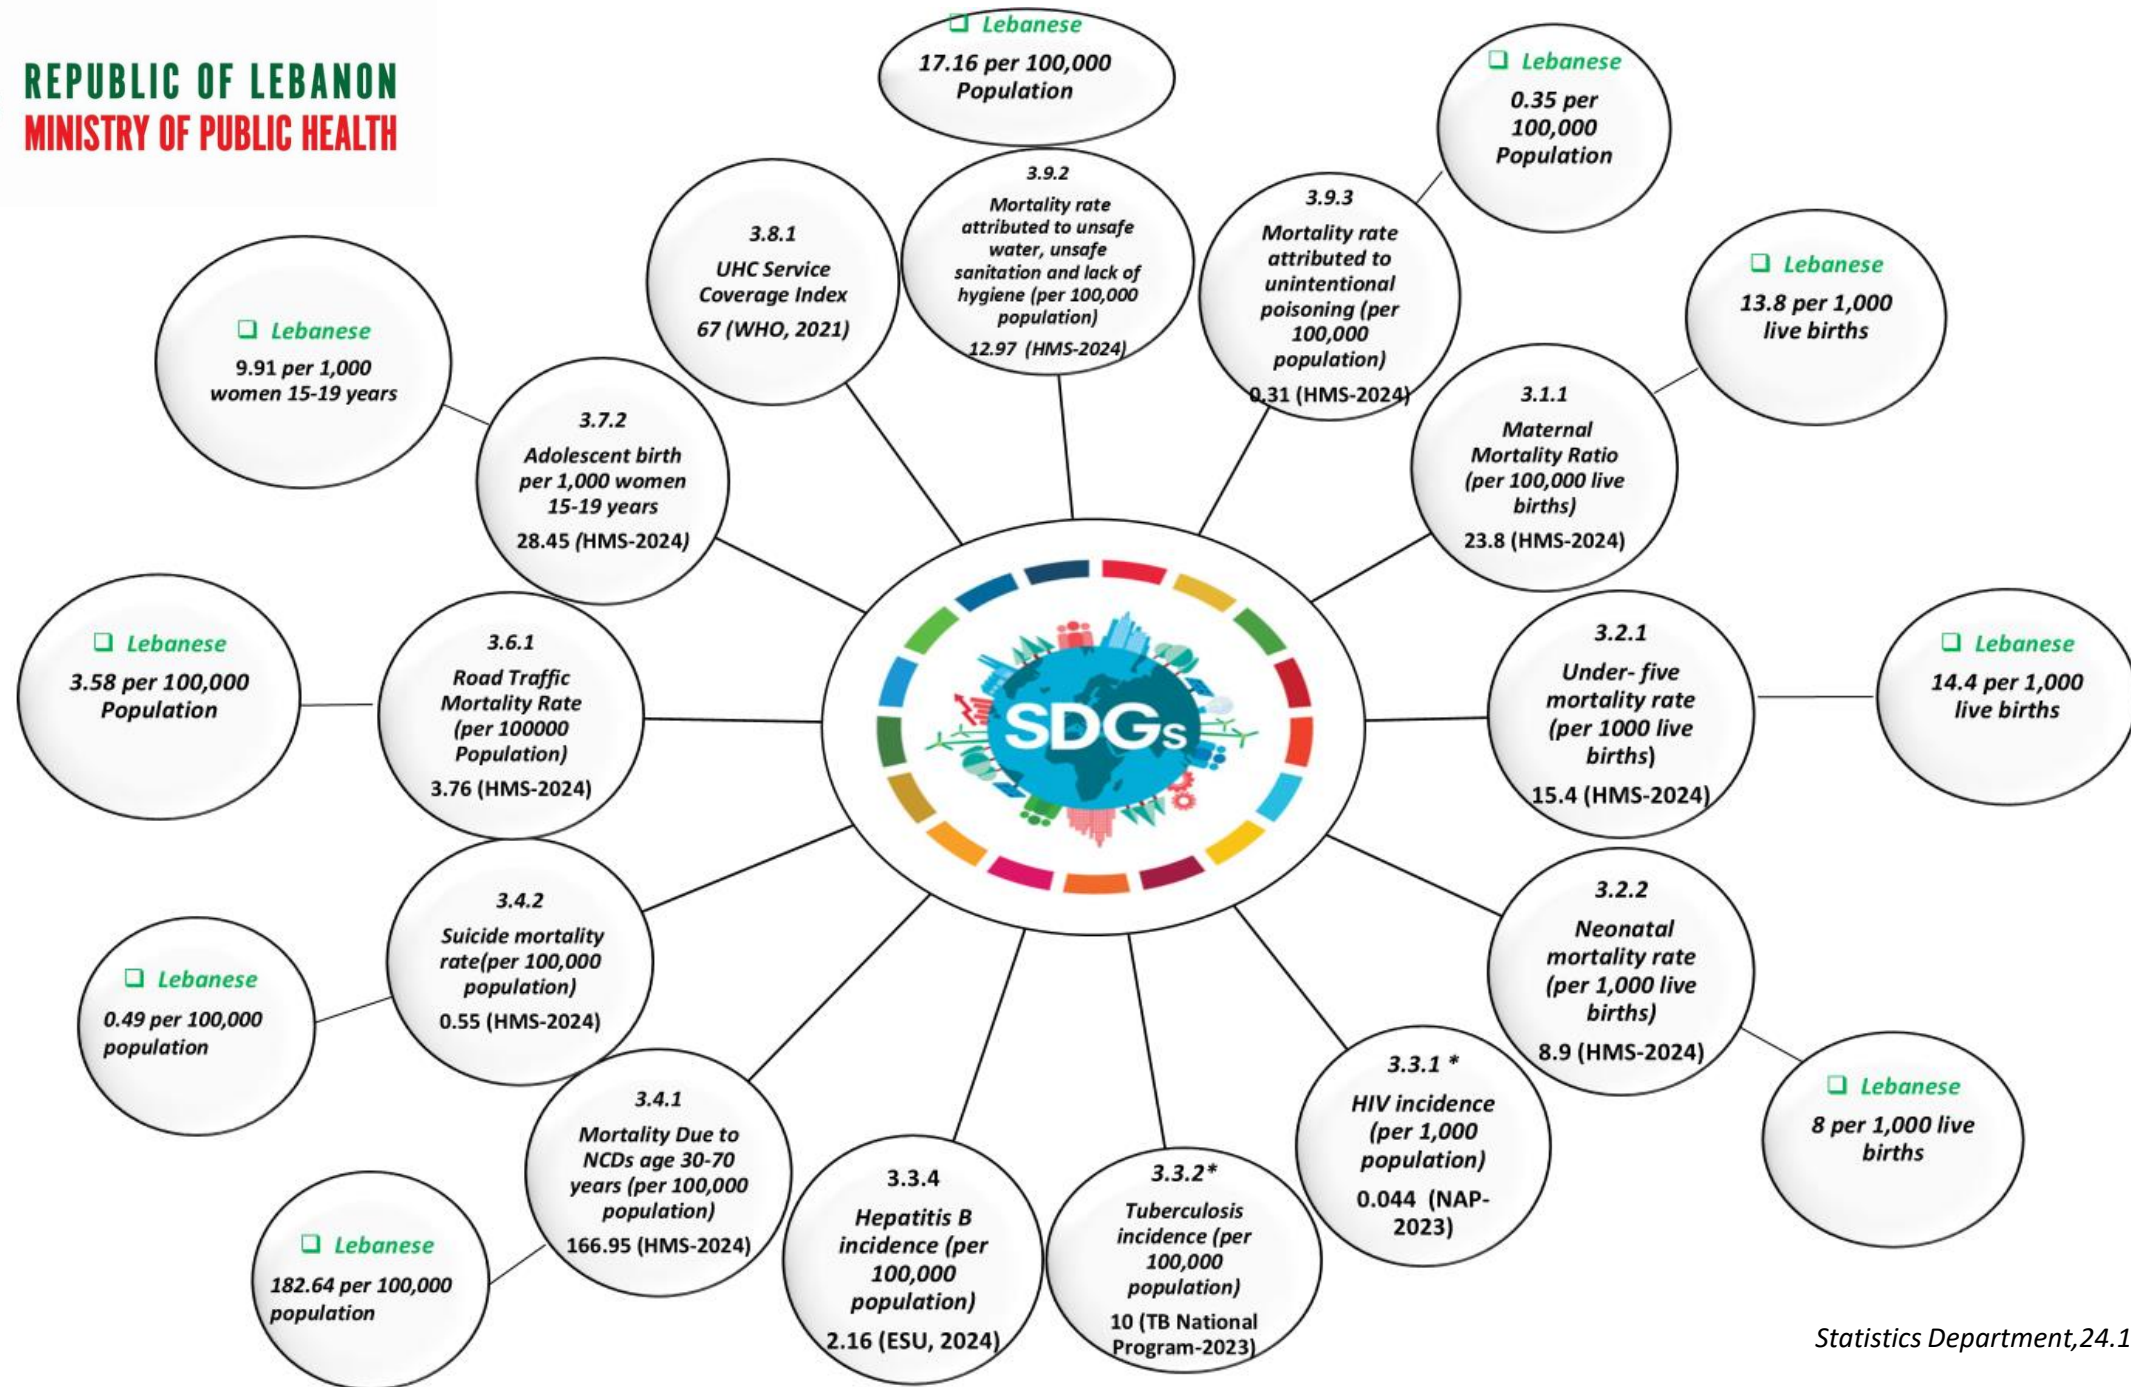 REPUBLIC OF LEBANON
MINISTRY OF PUBLIC HEALTH
❑ Lebanese
17.16 per 100,000
Population
3.9.2
Mortality rate
attributed to unsafe
water, unsafe
sanitation and lack of
hygiene (per 100,000
population)
12.97 (HMS-2024)
❑ Lebanese
0.35 per
100,000
Population
3.9.3
Mortality rate
attributed to
unintentional
poisoning (per
100,000
population)
0.31 (HMS-2024)
❑ Lebanese
13.8 per 1,000
live births
3.1.1
Maternal
Mortality Ratio
(per 100,000 live
births)
23.8 (HMS-2024)
3.2.1
Under- five
mortality rate
(per 1000 live
births)
15.4 (HMS-2024)
❑ Lebanese
14.4 per 1,000
live births
3.2.2
Neonatal
mortality rate
(per 1,000 live
births)
8.9 (HMS-2024)
❑ Lebanese
8 per 1,000 live
births
3.3.1 *
HIV incidence
(per 1,000
population)
0.044 (NAP-
2023)
3.3.2*
Tuberculosis
incidence (per
100,000
population)
10 (TB National
Program-2023)
3.3.4
Hepatitis B
incidence (per
100,000
population)
2.16 (ESU, 2024)
3.4.1
Mortality Due to
NCDs age 30-70
years (per 100,000
population)
166.95 (HMS-2024)
❑ Lebanese
182.64 per 100,000
population
3.4.2
Suicide mortality
rate(per 100,000
population)
0.55 (HMS-2024)
❑ Lebanese
0.49 per 100,000
population
3.6.1
Road Traffic
Mortality Rate
(per 100000
Population)
3.76 (HMS-2024)
❑ Lebanese
3.58 per 100,000
Population
3.7.2
Adolescent birth
per 1,000 women
15-19 years
28.45 (HMS-2024)
❑ Lebanese
9.91 per 1,000
women 15-19 years
3.8.1
UHC Service
Coverage Index
67 (WHO, 2021)
SDGs
Statistics Department,24.1